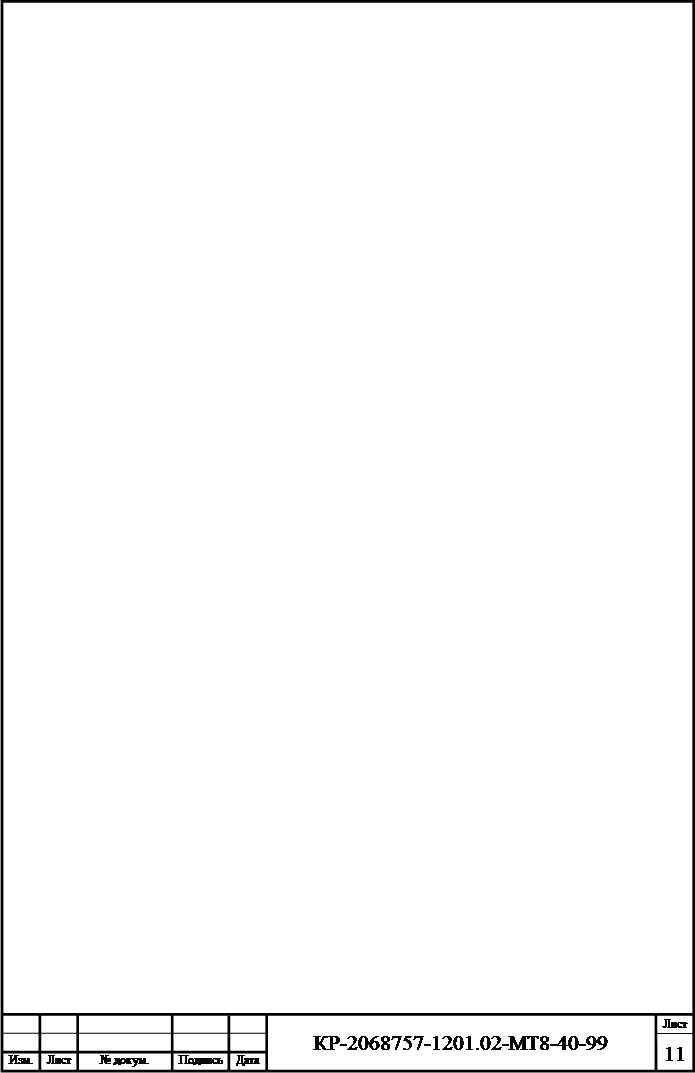 Лист
КР-2068757-1201.02-МТ8-40-99
11
Изм. Лист № докум. Подпись Дата